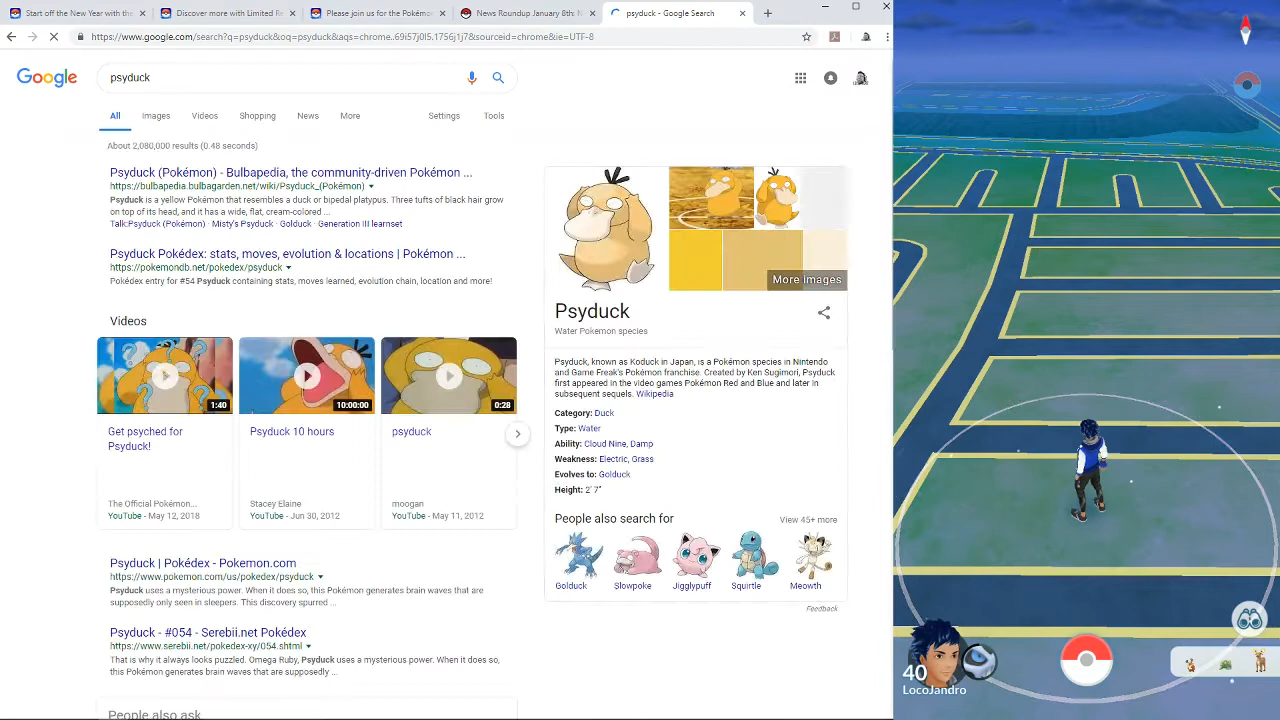 Start off the New Year with the
Discover more with Limited Re
Please join us for the Pokémon
News Roundup January 8th: N
psyduck - Google Search
https://www.google.com/search?q=psyduck&oq=psyduck&aqs=chrome..69i57j0l5.1756j1j7&sourceid=chrome&ie=UTF-8
Google
psyduck
All Images Videos Shopping News More Settings Tools
About 2,080,000 results (0.48 seconds)
Psyduck (Pokémon) - Bulbapedia, the community-driven Pokémon ...
https://bulbapedia.bulbagarden.net/wiki/Psyduck_(Pokémon)
Psyduck is a yellow Pokémon that resembles a duck or bipedal platypus. Three tufts of black hair grow
on top of its head, and it has a wide, flat, cream-colored ...
Talk:Psyduck (Pokémon) · Misty's Psyduck · Golduck · Generation III learnset
Psyduck Pokédex: stats, moves, evolution & locations | Pokémon ...
https://pokemondb.net/pokedex/psyduck
Pokédex entry for #54 Psyduck containing stats, moves learned, evolution chain, location and more!
Videos
1:40
10:00:00
0:28
Get psyched for
Psyduck!
The Official Pokémon...
YouTube - May 12, 2018
Psyduck 10 hours
Stacey Elaine
YouTube - Jun 30, 2012
psyduck
moogan
YouTube - May 11, 2012
Psyduck | Pokédex - Pokemon.com
https://www.pokemon.com/us/pokedex/psyduck
Psyduck uses a mysterious power. When it does so, this Pokémon generates brain waves that are
supposedly only seen in sleepers. This discovery spurred ...
Psyduck - #054 - Serebii.net Pokédex
https://www.serebii.net/pokedex-xy/054.shtml
That is why it always looks puzzled. Omega Ruby, Psyduck uses a mysterious power. When it does so,
this Pokémon generates brain waves that are supposedly ...
People also ask
More images
Psyduck
Water Pokemon species
Psyduck, known as Koduck in Japan, is a Pokémon species in Nintendo
and Game Freak's Pokémon franchise. Created by Ken Sugimori, Psyduck
first appeared in the video games Pokémon Red and Blue and later in
subsequent sequels. Wikipedia
Category: Duck
Type: Water
Ability: Cloud Nine, Damp
Weakness: Electric, Grass
Evolves to: Golduck
Height: 2′ 7″
People also search for
View 45+ more
Golduck Slowpoke Jigglypuff Squirtle Meowth
Feedback
40
LocoJandro